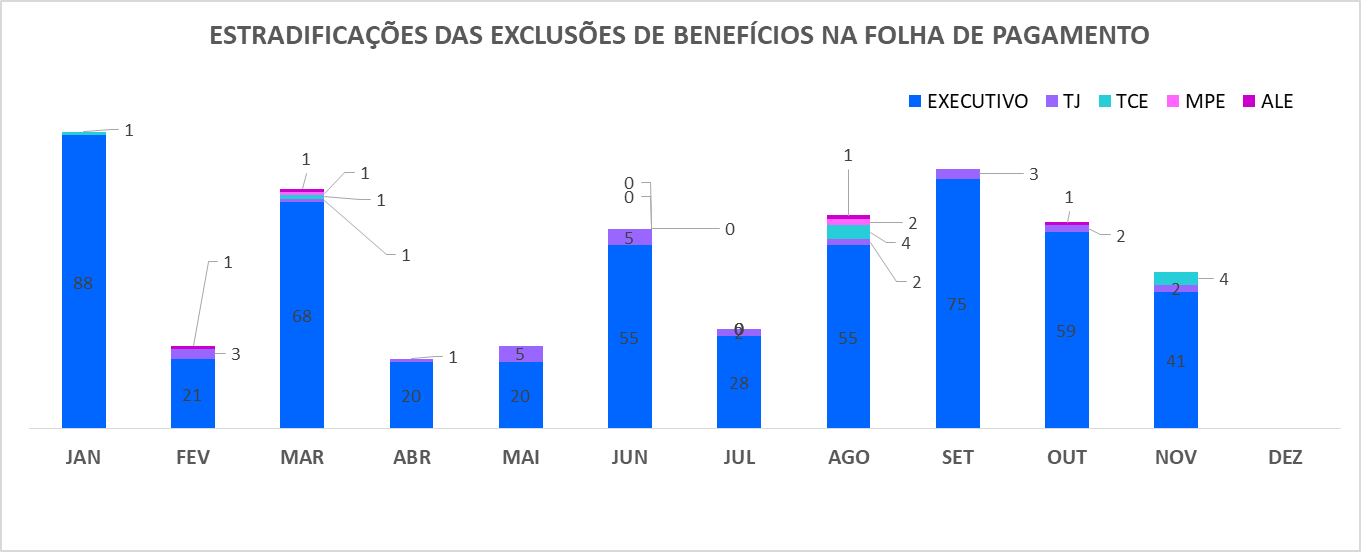 ESTRADIFICAÇÕES DAS EXCLUSÕES DE BENEFÍCIOS NA FOLHA DE PAGAMENTO
EXECUTIVO TJ TCE MPE ALE
88 1
21 3 1
68 1 1 1 1
20 1
20 5
55 5 0 0 0
28 2 0
55 2 4 2 1
75 3
59 2 1
41 2 4
JAN FEV MAR ABR MAI JUN JUL AGO SET OUT NOV DEZ